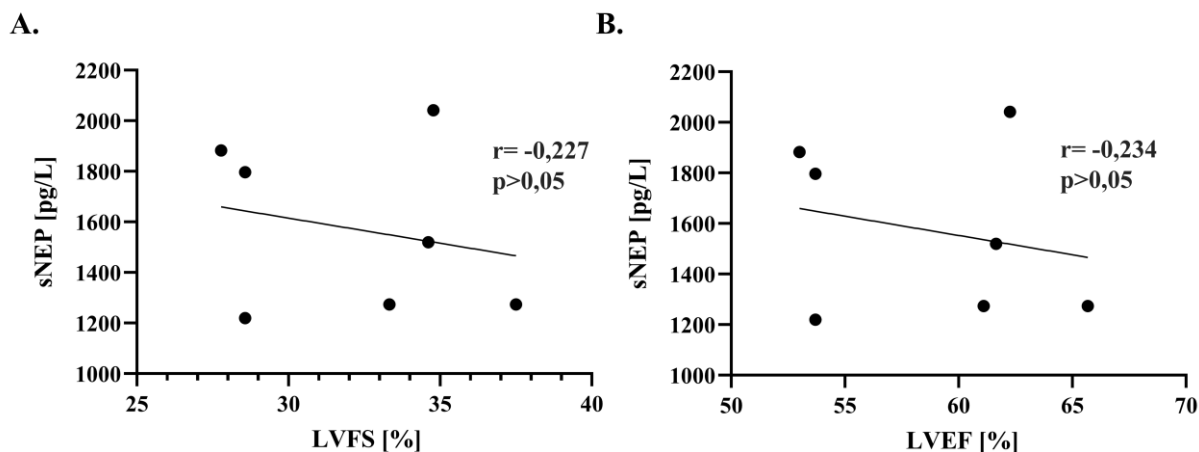 A.
sNEP [pg/L]
2200
2000
1800
1600
1400
1200
1000
r= -0,227
p>0,05
25
30
35
40
LVFS [%]
B.
sNEP [pg/L]
2200
2000
1800
1600
1400
1200
1000
r= -0,234
p>0,05
50
55
60
65
70
LVEF [%]